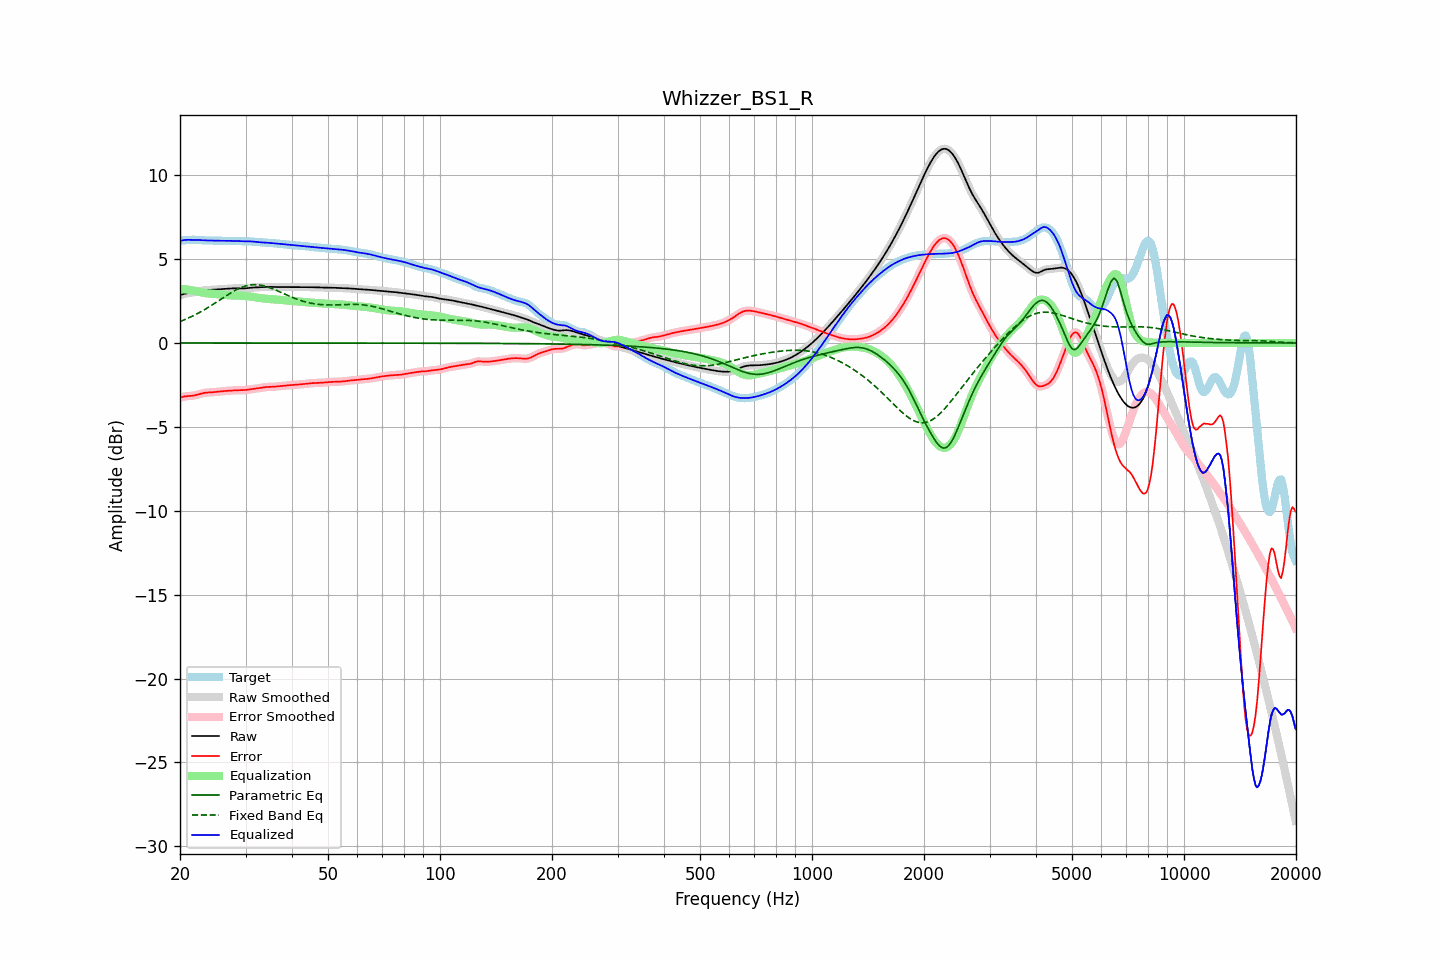 Whizzer_BS1_R
Amplitude (dBr)
10
5
0
−5
−10
−15
−20
−25
−30
Target
Raw Smoothed
Error Smoothed
Raw
Error
Equalization
Parametric Eq
Fixed Band Eq
Equalized
20 50 100 200 500 1000 2000 5000 10000 20000
Frequency (Hz)